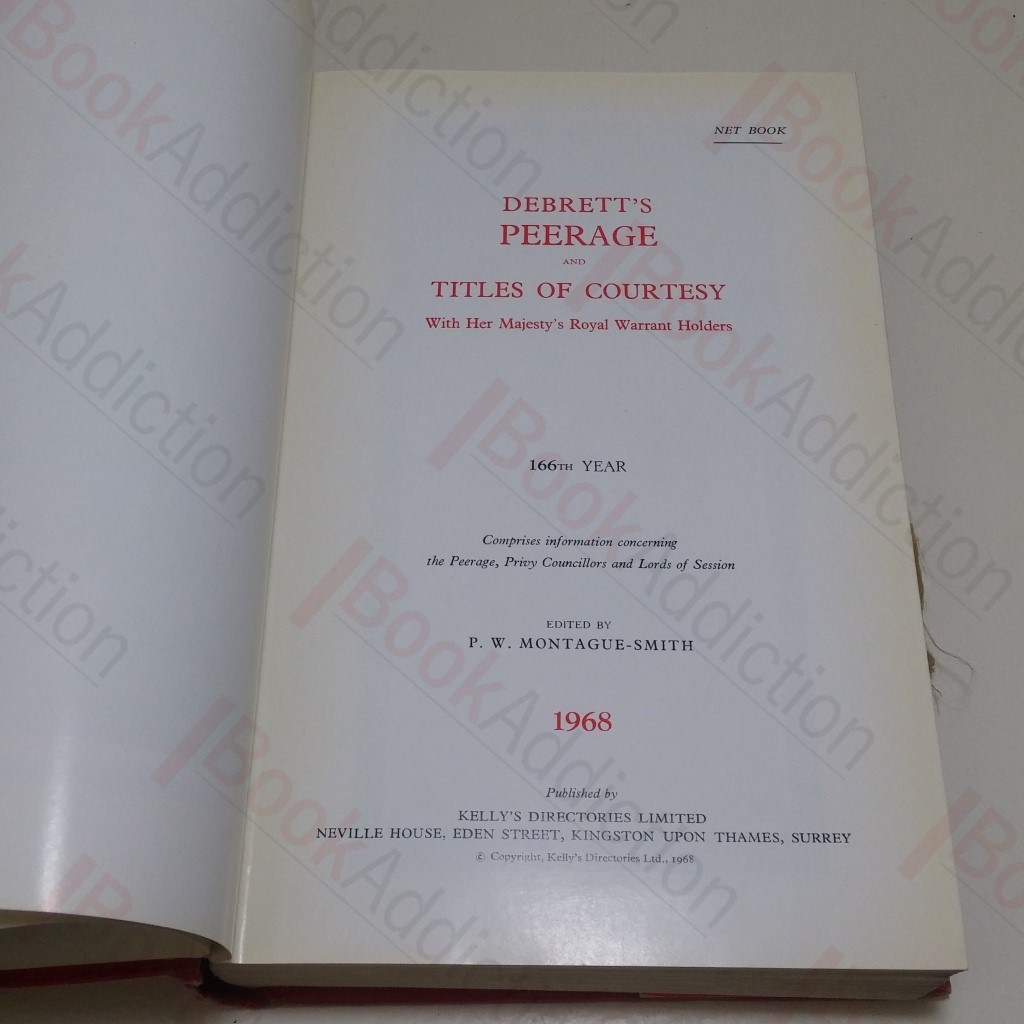 NET BOOK
DEBRETT'S
PEERAGE
AND
TITLES OF COURTESY
With Her Majesty's Royal Warrant Holders
166TH YEAR
Comprises information concerning
the Peerage, Privy Councillors and Lords of Session
EDITED BY
P. W. MONTAGUE-SMITH
1968
Published by
KELLY'S DIRECTORIES LIMITED
NEVILLE HOUSE, EDEN STREET, KINGSTON UPON THAMES, SURREY
© Copyright, Kelly's Directories Ltd., 1968
BookAddiction